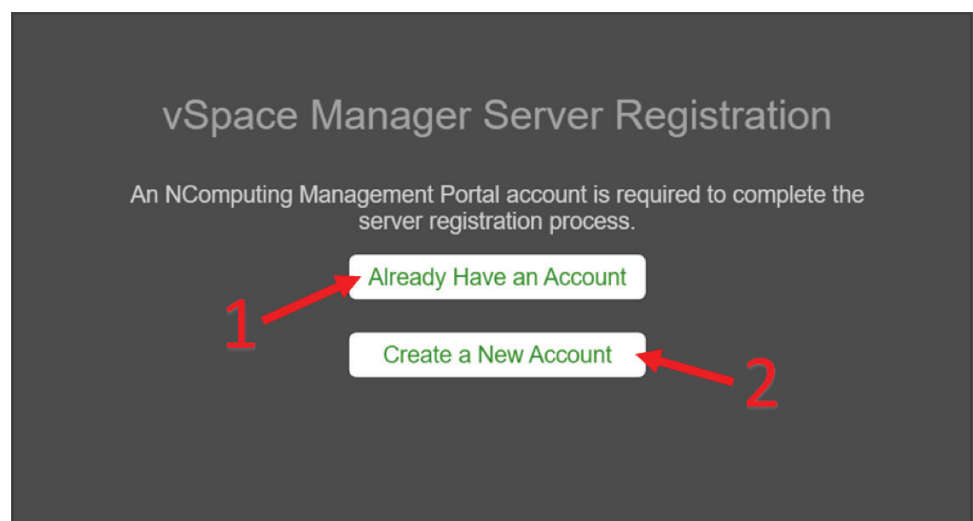 vSpace Manager Server Registration
An NComputing Management Portal account is required to complete the
server registration process.
Already Have an Account
1
Create a New Account
2